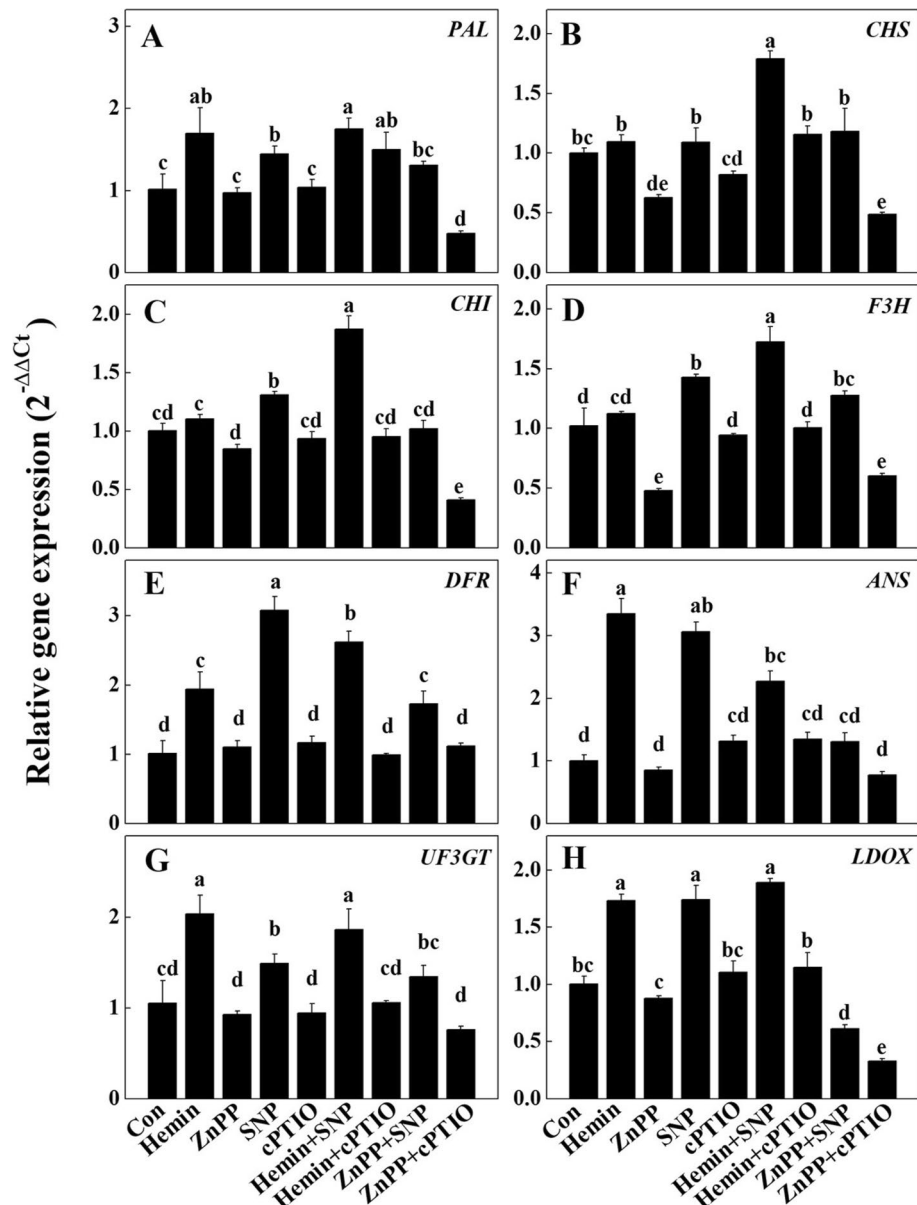 Relative gene expression (2^-ΔΔCt)
A PAL
3
2
1
0
c ab c b c a ab bc d
B CHS
2.0
1.5
1.0
0.5
0.0
bc b de b cd a b b e
C CHI
2.0
1.5
1.0
0.5
0.0
cd c d b cd a cd cd e
D F3H
2.0
1.5
1.0
0.5
0.0
d cd e b d a d bc e
E DFR
3
2
1
0
d c d a d b d c d
F ANS
4
3
2
1
0
d a d ab cd bc cd cd d
G UF3GT
2
1
0
cd a d b d a cd bc d
H LDOX
2.0
1.5
1.0
0.5
0.0
bc a c a bc a b d e
Con
Hemin
ZnPP
SNP
cPTIO
Hemin+SNP
Hemin+cPTIO
ZnPP+SNP
ZnPP+cPTIO
Con
Hemin
ZnPP
SNP
cPTIO
Hemin+SNP
Hemin+cPTIO
ZnPP+SNP
ZnPP+cPTIO